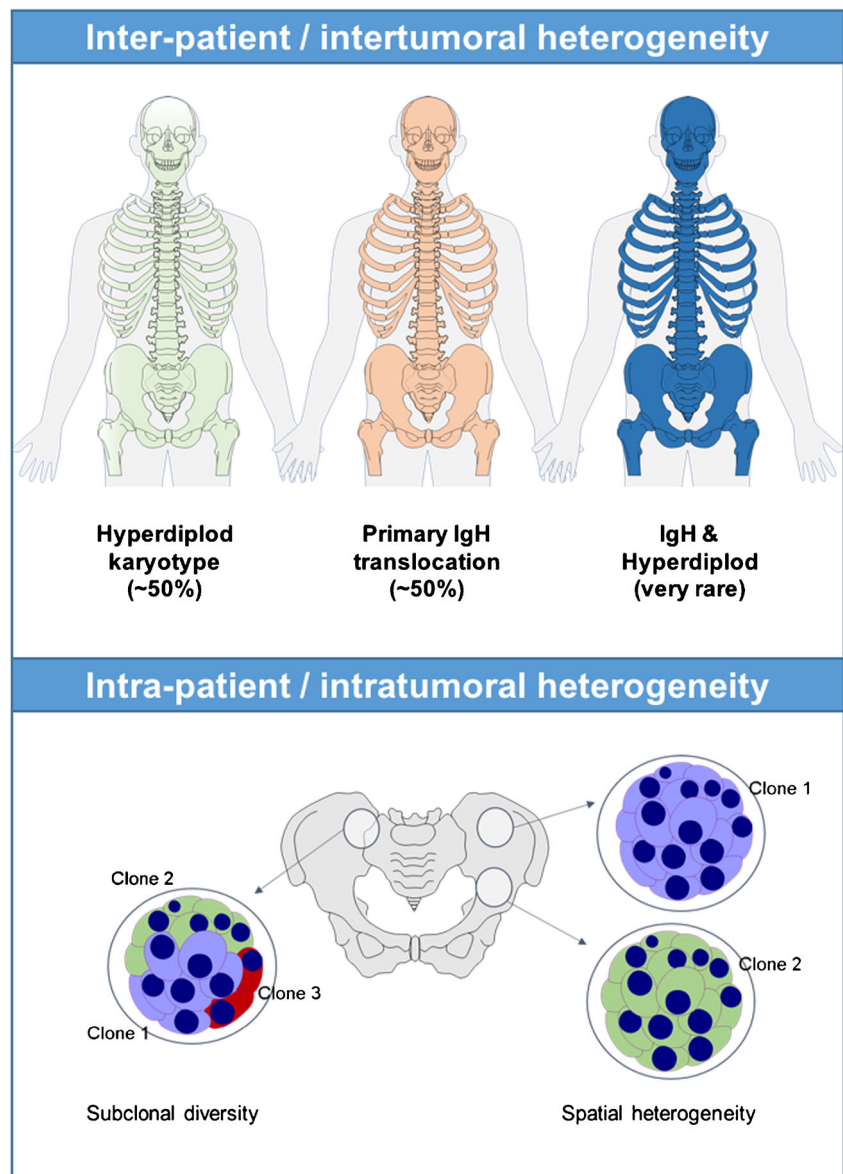 Inter-patient / intertumoral heterogeneity
Hyperdiplod
karyotype
(~50%)
Primary IgH
translocation
(~50%)
IgH &
Hyperdiplod
(very rare)
Intra-patient / intratumoral heterogeneity
Clone 1
Clone 2
Clone 2
Clone 3
Clone 1
Subclonal diversity
Spatial heterogeneity